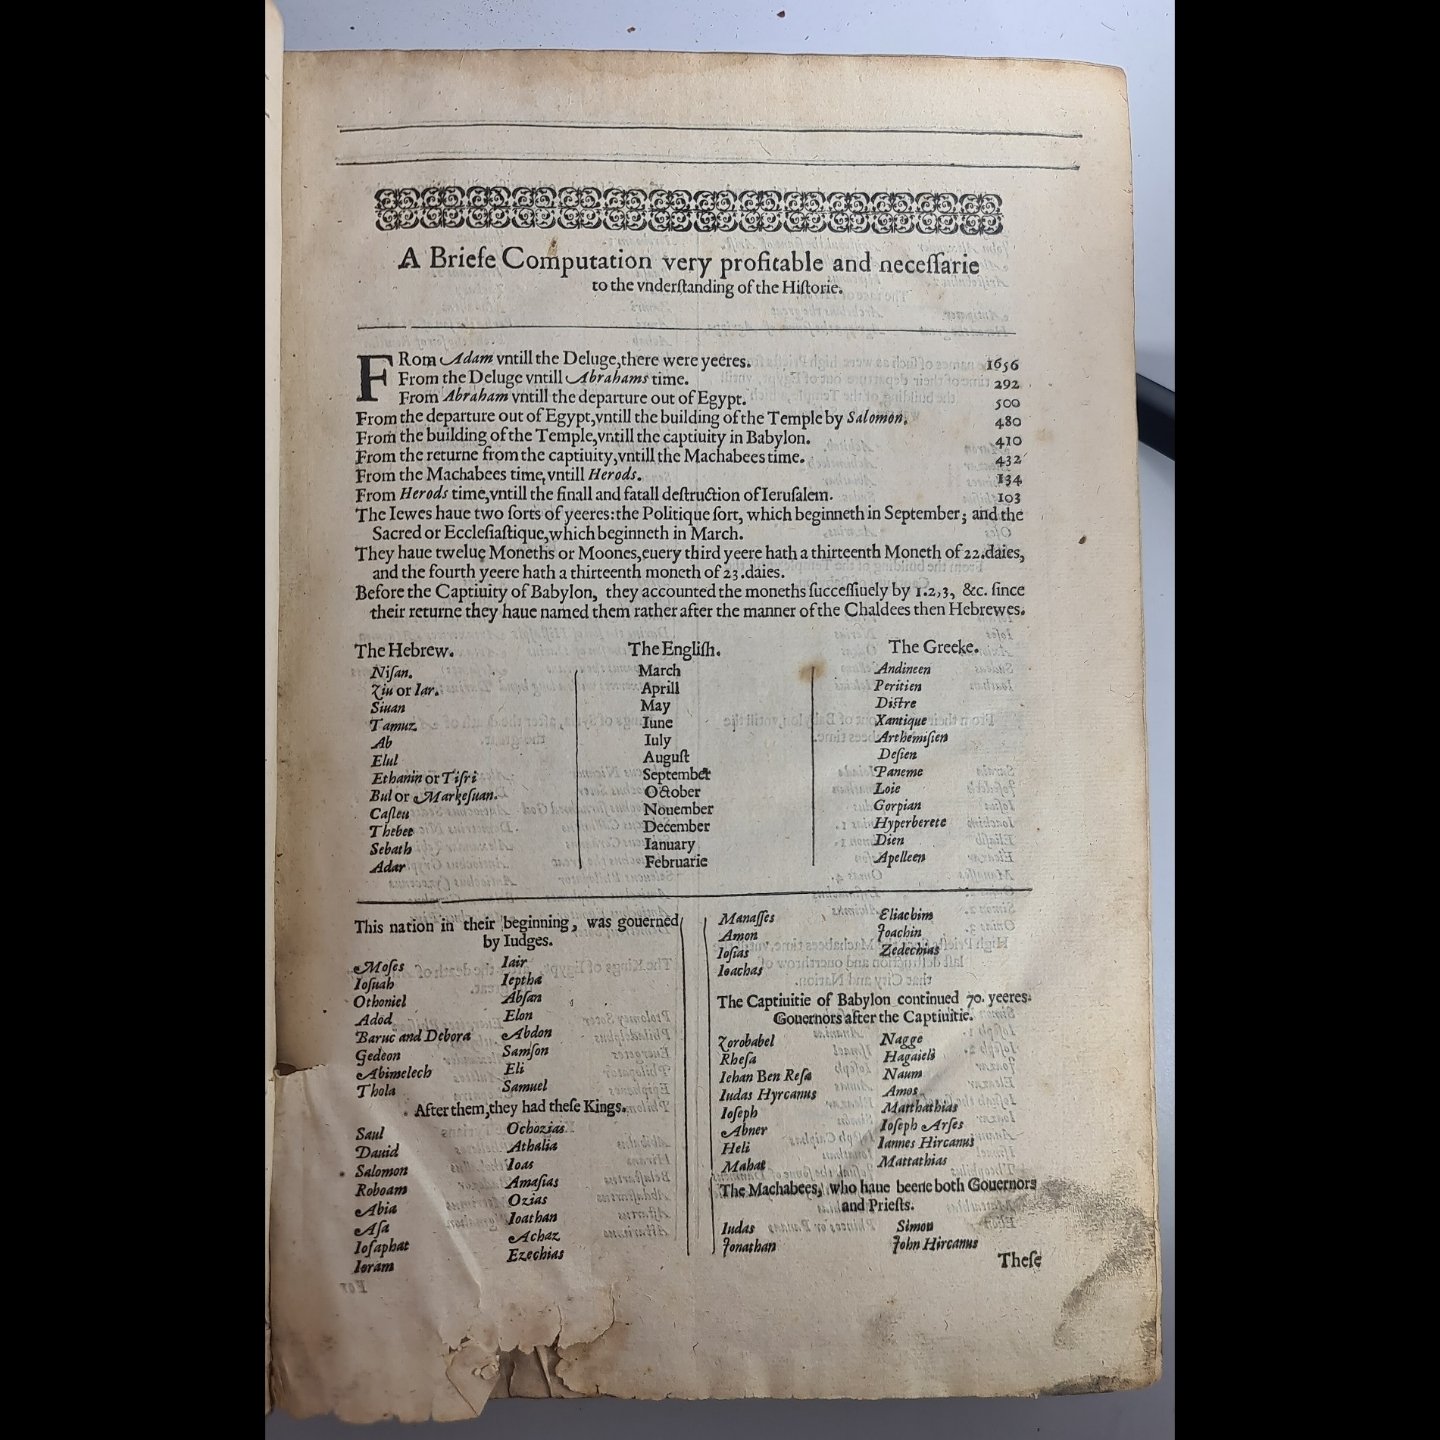 A Briefe Computation very profitable and neceſſarie
to the vnderſtanding of the Hiſtorie.
FRom Adam vntill the Deluge, there were yeeres. 1656
From the Deluge vntill Abrahams time. 292
From Abraham vntill the departure out of Egypt. 500
From the departure out of Egypt, vntill the building of the Temple by Salomon. 480
From the building of the Temple, vntill the captiuity in Babylon. 410
From the returne from the captiuity, vntill the Machabees time. 432
From the Machabees time, vntill Herods. 134
From Herods time, vntill the finall and fatall deſtruction of Ieruſalem. 103
The Iewes haue two ſorts of yeeres: the Politique ſort, which beginneth in September; and the
Sacred or Eccleſiaſtique, which beginneth in March.
They haue twelue Moneths or Moones, euery third yeere hath a thirteenth Moneth of 22. daies,
and the fourth yeere hath a thirteenth moneth of 23. daies.
Before the Captiuity of Babylon, they accounted the moneths ſucceſſiuely by 1. 2, 3, &c. ſince
their returne they haue named them rather after the manner of the Chaldees then Hebrewes.
The Hebrew. The Engliſh. The Greeke.
Niſan. March Andineen
Ziu or Iar. Aprill Peritien
Siuan May Diſtre
Tamuz Iune Xantique
Ab Iuly Arthemiſien
Elul Auguſt Deſien
Ethanin or Tiſri September Paneme
Bul or Markeſuan. October Loie
Caſleu Nouember Gorpian
Thebet December Hyperberete
Sebath Ianuary Dien
Adar Februarie Apelleen
This nation in their beginning, was gouerned
by Iudges.
Moſes Iair
Ioſuah Ieptha
Othoniel Abſan
Adod Elon
Baruc and Debora Abdon
Gedeon Samſon
Abimelech Eli
Thola Samuel
After them, they had theſe Kings.
Saul Ochozias
Dauid Athalia
Salomon Ioas
Roboam Amaſias
Abia Ozias
Aſa Ioathan
Ioſaphat Achaz
Ioram Ezechias
Manaſſes Eliacbim
Amon Joachin
Ioſias Zedechias
Ioachas
The Captiuitie of Babylon continued 70. yeeres.
Gouernors after the Captiuitie.
Zorobabel Nagge
Rheſa Hagaieli
Iehan Ben Reſa Naum
Iudas Hyrcanus Amos
Ioſeph Matthathias
Abner Ioſeph Arſes
Heli Iannes Hircanus
Mahat Mattathias
The Machabees, who haue beene both Gouernors
and Prieſts.
Iudas Simon
Jonathan John Hircanus
Theſe